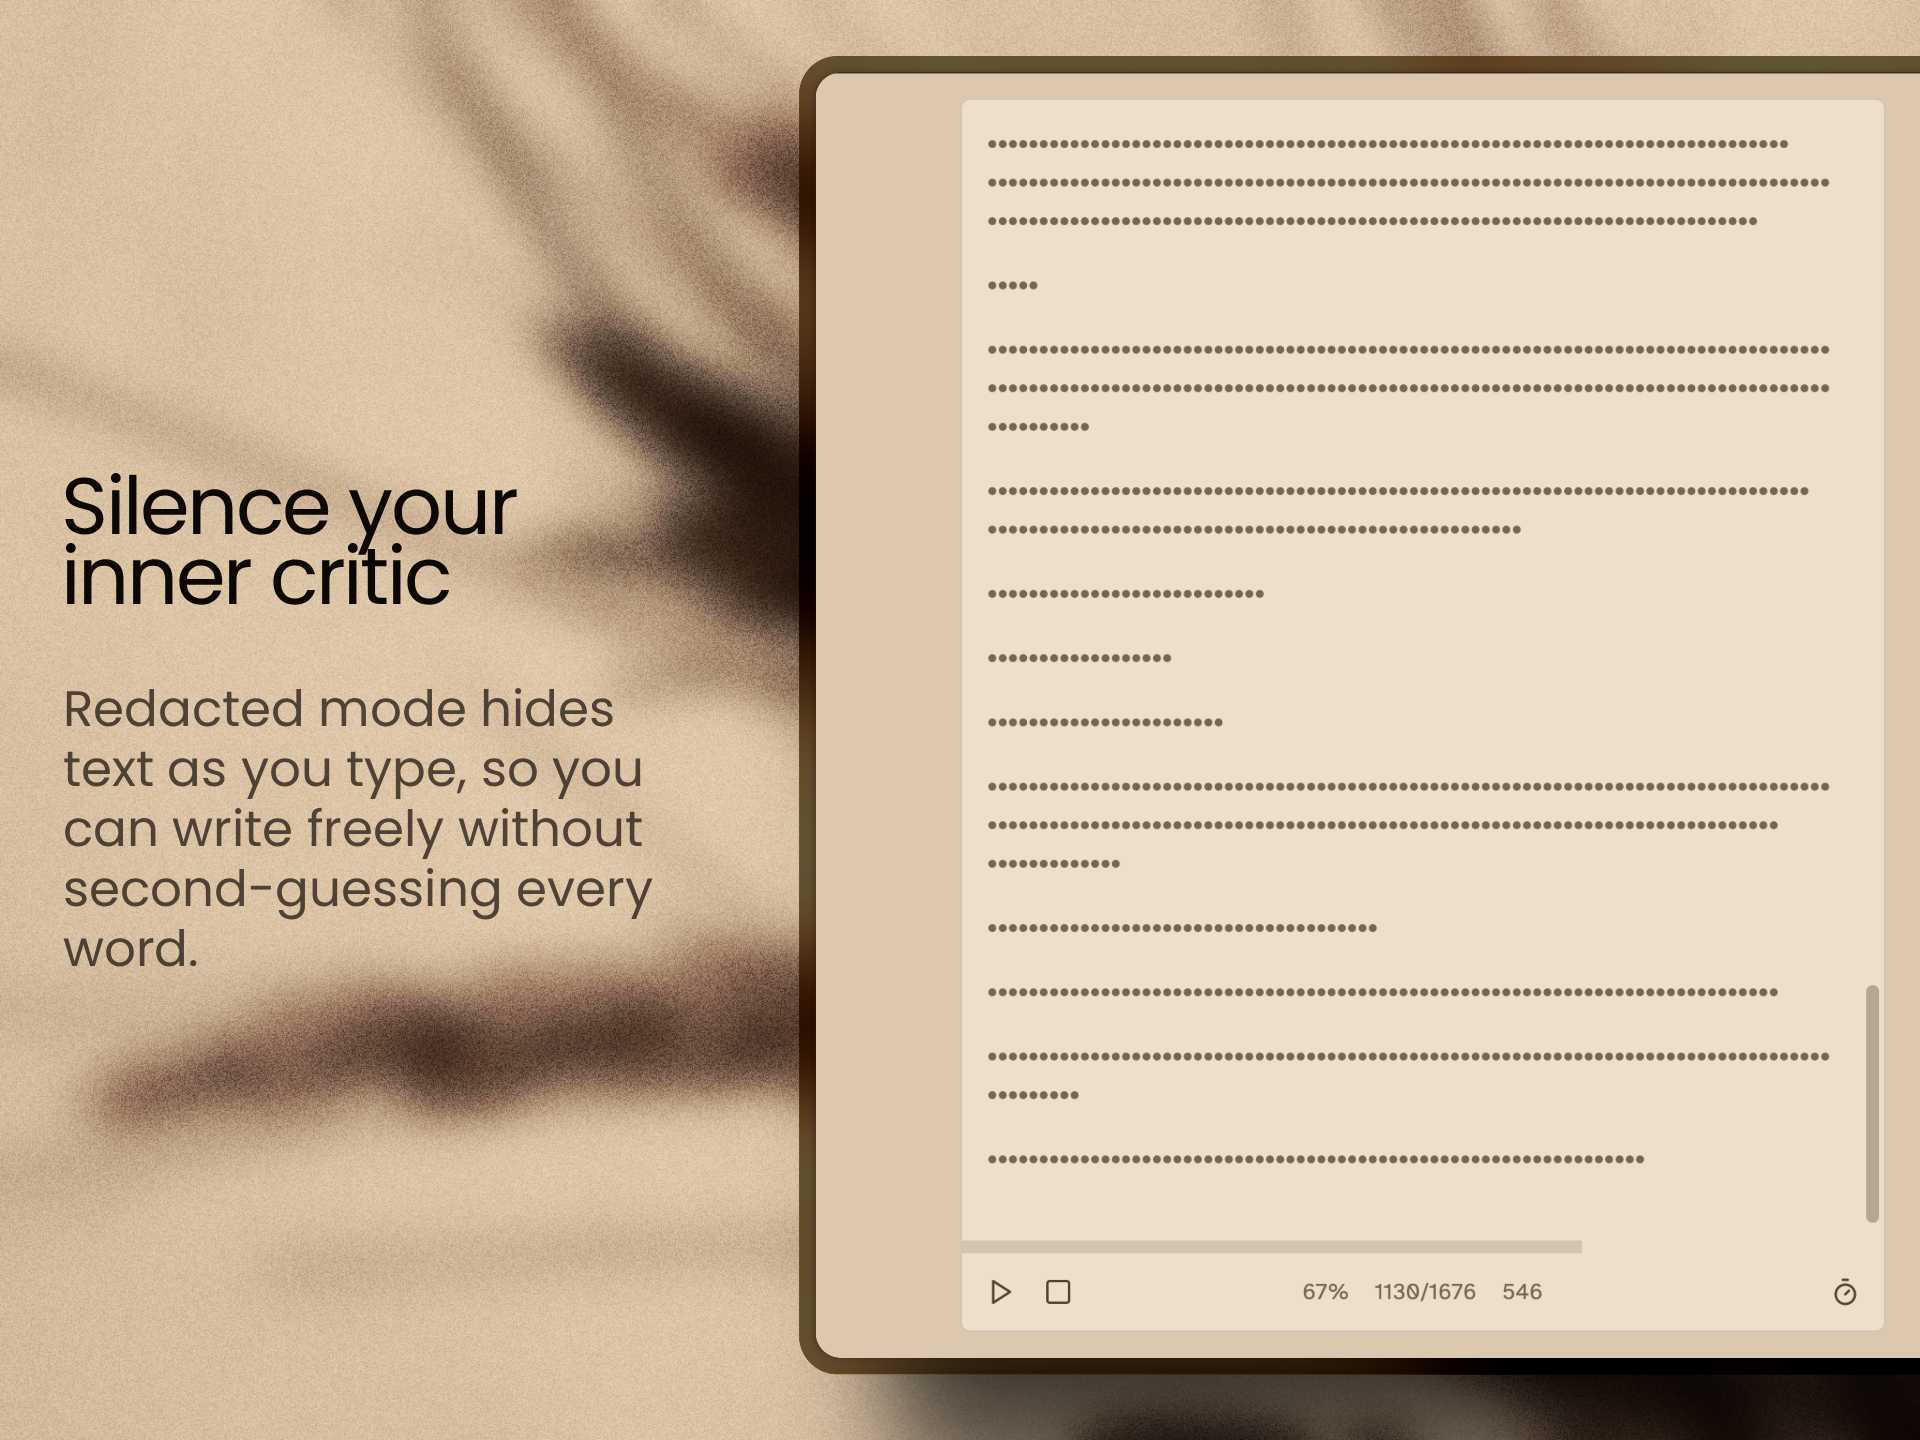 Silence your
inner critic
Redacted mode hides
text as you type, so you
can write freely without
second-guessing every
word.
67% 1130/1676 546